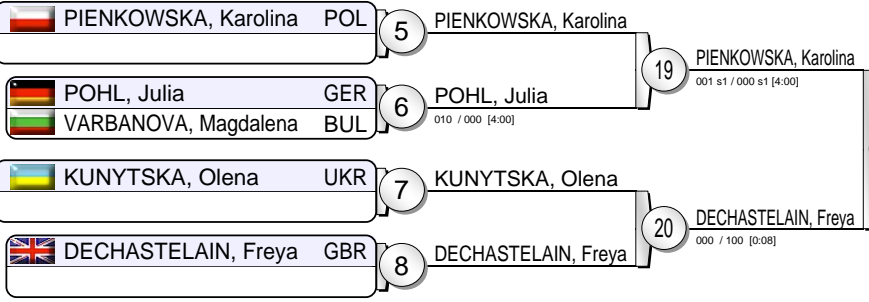 PIENKOWSKA, Karolina POL
5
PIENKOWSKA, Karolina
POHL, Julia GER
VARBANOVA, Magdalena BUL
6
POHL, Julia
010 / 000 [4:00]
19
PIENKOWSKA, Karolina
001 s1 / 000 s1 [4:00]
KUNYTSKA, Olena UKR
7
KUNYTSKA, Olena
DECHASTELAIN, Freya GBR
8
DECHASTELAIN, Freya
20
DECHASTELAIN, Freya
000 / 100 [0:08]